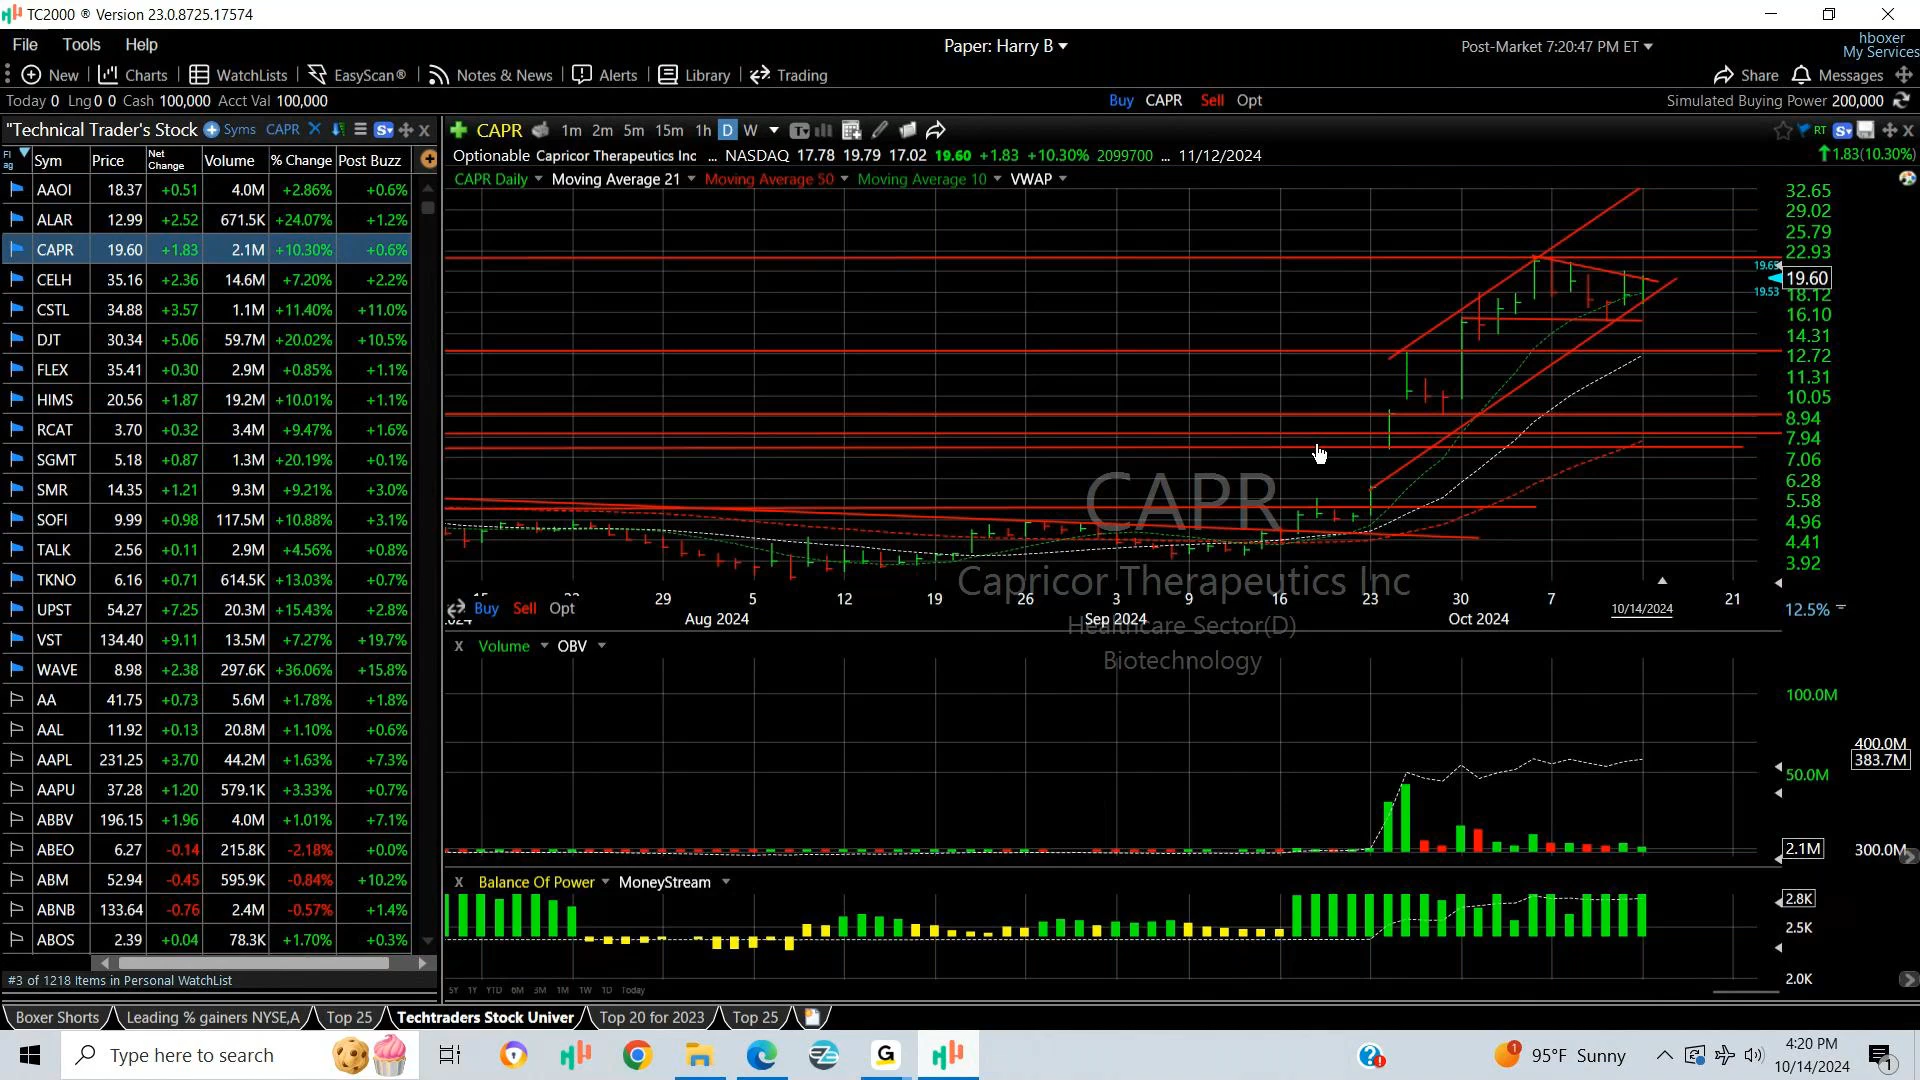 TC2000 ® Version 23.0.8725.17574
File Tools Help Paper: Harry B Post-Market 7:20:47 PM ET hboxer
My Services
New Charts WatchLists EasyScan® Notes & News Alerts Library Trading Share Messages
Today 0 Lng 0 0 Cash 100,000 Acct Val 100,000 Buy CAPR Sell Opt Simulated Buying Power 200,000
"Technical Trader's Stock Syms CAPR
CAPR 1m 2m 5m 15m 1h D W RT
Optionable Capricor Therapeutics Inc ... NASDAQ 17.78 19.79 17.02 19.60 +1.83 +10.30% 2099700 ... 11/12/2024 1.83(10.30%)
CAPR Daily Moving Average 21 Moving Average 50 Moving Average 10 VWAP
Flag Sym Price Net Change Volume % Change Post Buzz
AAOI 18.37 +0.51 4.0M +2.86% +0.6%
ALAR 12.99 +2.52 671.5K +24.07% +1.2%
CAPR 19.60 +1.83 2.1M +10.30% +0.6%
CELH 35.16 +2.36 14.6M +7.20% +2.2%
CSTL 34.88 +3.57 1.1M +11.40% +11.0%
DJT 30.34 +5.06 59.7M +20.02% +10.5%
FLEX 35.41 +0.30 2.9M +0.85% +1.1%
HIMS 20.56 +1.87 19.2M +10.01% +1.1%
RCAT 3.70 +0.32 3.4M +9.47% +1.6%
SGMT 5.18 +0.87 1.3M +20.19% +0.1%
SMR 14.35 +1.21 9.3M +9.21% +3.0%
SOFI 9.99 +0.98 117.5M +10.88% +3.1%
TALK 2.56 +0.11 2.9M +4.56% +0.8%
TKNO 6.16 +0.71 614.5K +13.03% +0.7%
UPST 54.27 +7.25 20.3M +15.43% +2.8%
VST 134.40 +9.11 13.5M +7.27% +19.7%
WAVE 8.98 +2.38 297.6K +36.06% +15.8%
AA 41.75 +0.73 5.6M +1.78% +1.8%
AAL 11.92 +0.13 20.8M +1.10% +0.6%
AAPL 231.25 +3.70 44.2M +1.63% +7.3%
AAPU 37.28 +1.20 579.1K +3.33% +0.7%
ABBV 196.15 +1.96 4.0M +1.01% +7.1%
ABEO 6.27 -0.14 215.8K -2.18% +0.0%
ABM 52.94 -0.45 595.9K -0.84% +10.2%
ABNB 133.64 -0.76 2.4M -0.57% +1.4%
ABOS 2.39 +0.04 78.3K +1.70% +0.3%
#3 of 1218 Items in Personal WatchList
32.65
29.02
25.79
22.93
19.65
19.60
19.53
18.12
16.10
14.31
12.72
11.31
10.05
8.94
7.94
7.06
6.28
5.58
4.96
4.41
3.92
12.5%
CAPR
Capricor Therapeutics Inc
Healthcare Sector(D)
Biotechnology
29 5 12 19 26 3 9 16 23 30 7 10/14/2024 21
Buy Sell Opt
Aug 2024 Sep 2024 Oct 2024
Volume OBV
100.0M
400.0M
383.7M
50.0M
2.1M 300.0M
Balance Of Power MoneyStream
2.8K
2.5K
2.0K
5Y 1Y YTD 6M 3M 1M 1W 1D Today
Boxer Shorts Leading % gainers NYSE,A Top 25 Techtraders Stock Univer Top 20 for 2023 Top 25
Type here to search 95°F Sunny 4:20 PM
10/14/2024
1